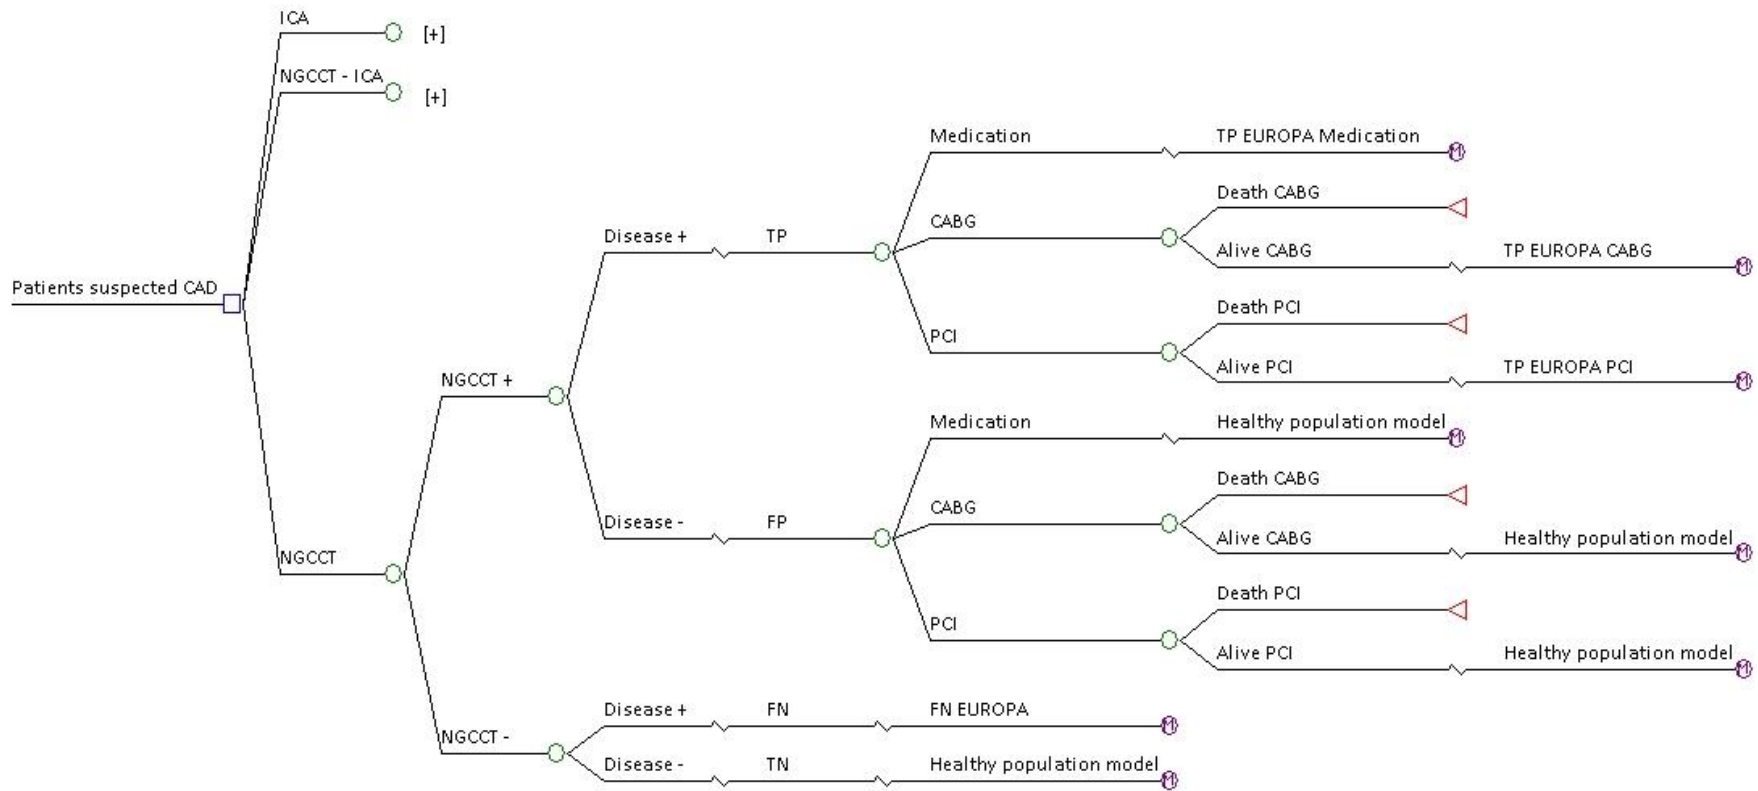 ICA
[+]
NGCCT - ICA
[+]
Medication
TP EUROPA Medication
M
Death CABG
CABG
Disease +
TP
Alive CABG
TP EUROPA CABG
M
Patients suspected CAD
Death PCI
PCI
Alive PCI
TP EUROPA PCI
M
NGCCT +
Medication
Healthy population model
M
Death CABG
CABG
Disease -
FP
Alive CABG
Healthy population model
M
NGCCT
Death PCI
PCI
Alive PCI
Healthy population model
M
Disease +
FN
FN EUROPA
M
NGCCT -
Disease -
TN
Healthy population model
M